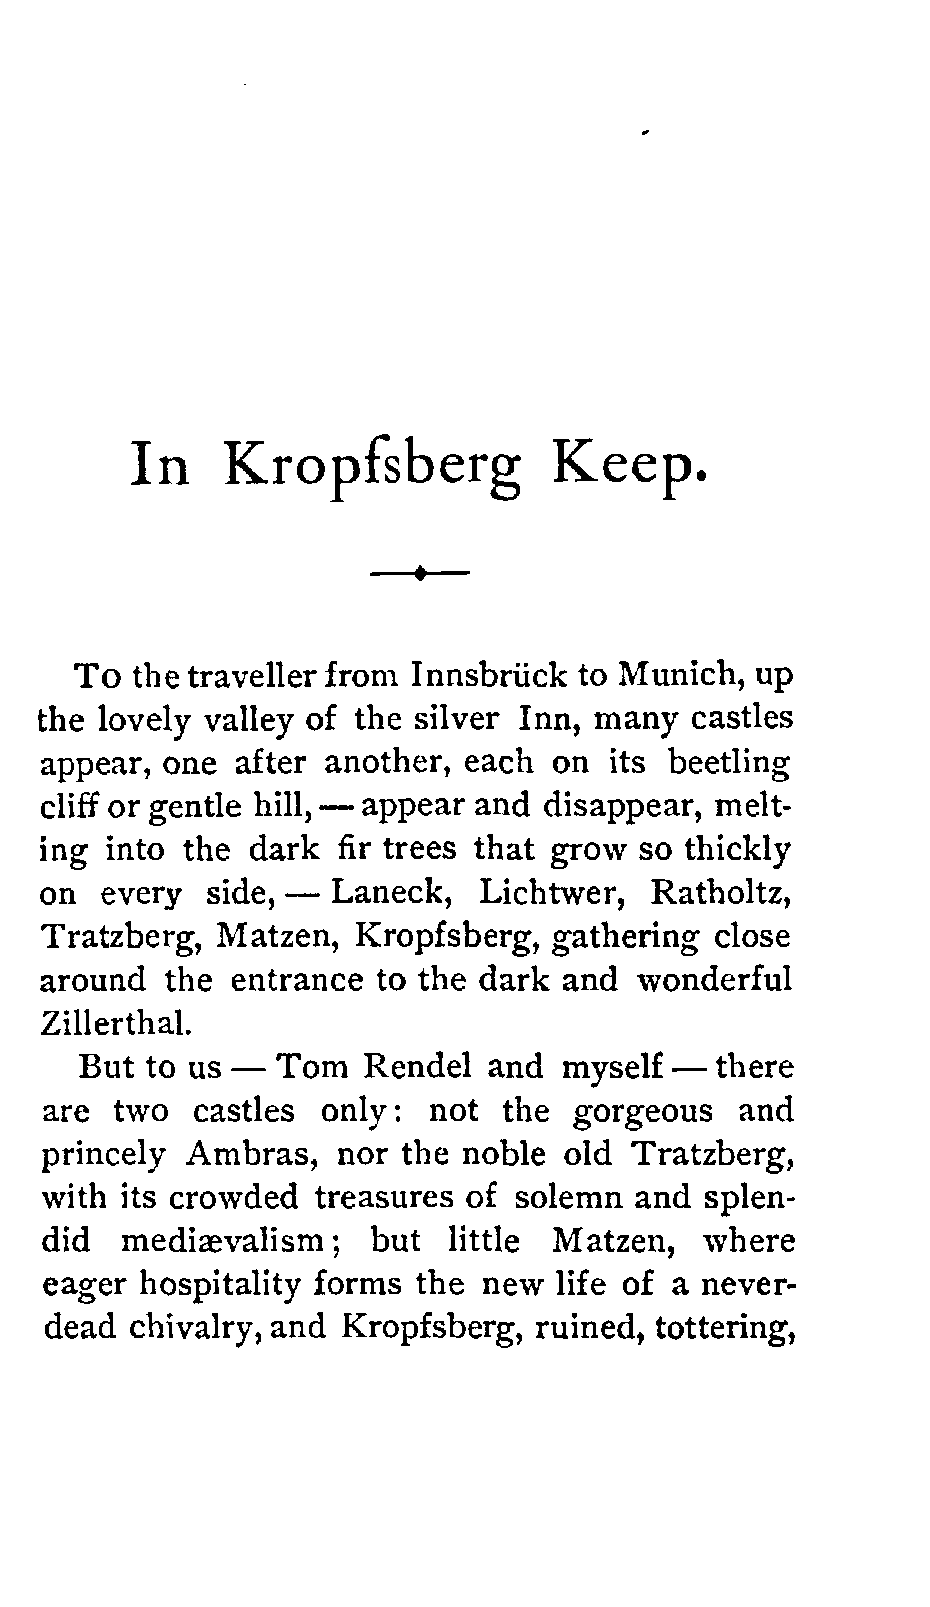 In Kropfsberg Keep.
To the traveller from Innsbrück to Munich, up
the lovely valley of the silver Inn, many castles
appear, one after another, each on its beetling
cliff or gentle hill, — appear and disappear, melt-
ing into the dark fir trees that grow so thickly
on every side, — Laneck, Lichtwer, Ratholtz,
Tratzberg, Matzen, Kropfsberg, gathering close
around the entrance to the dark and wonderful
Zillerthal.
But to us — Tom Rendel and myself — there
are two castles only: not the gorgeous and
princely Ambras, nor the noble old Tratzberg,
with its crowded treasures of solemn and splen-
did mediævalism; but little Matzen, where
eager hospitality forms the new life of a never-
dead chivalry, and Kropfsberg, ruined, tottering,